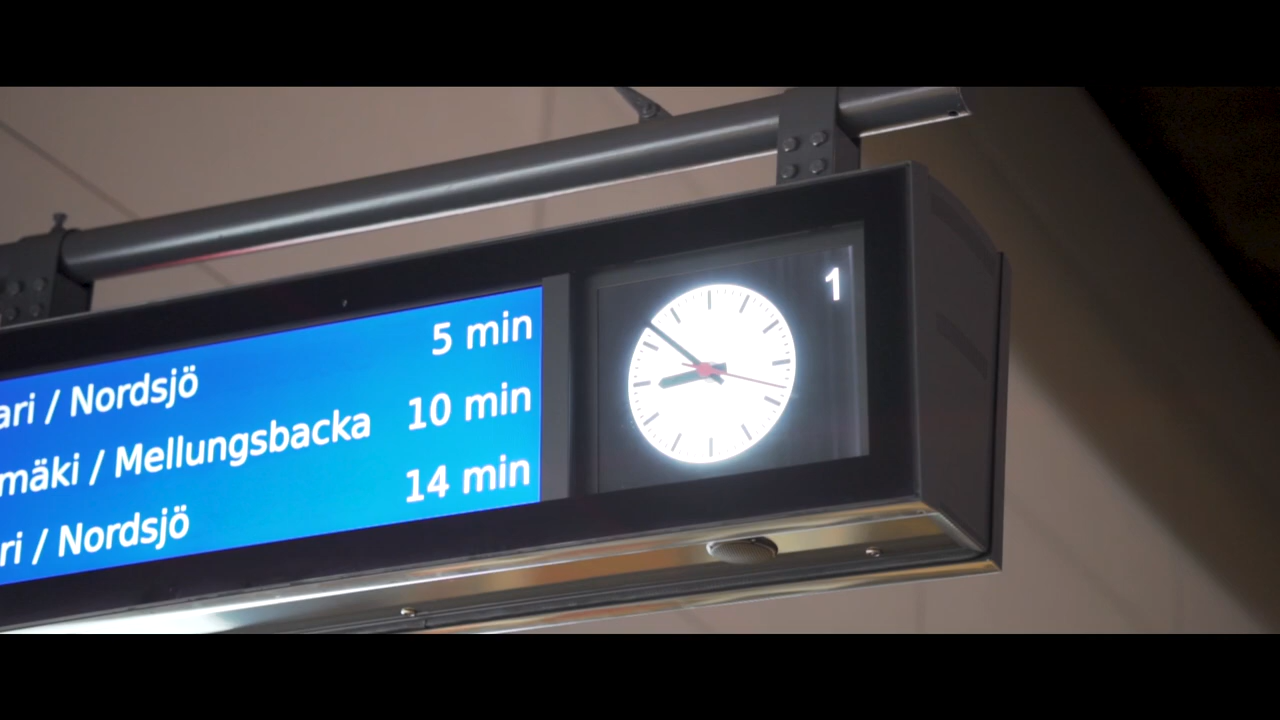 5 min
ari / Nordsjö
mäki / Mellungsbacka 10 min
ri / Nordsjö 14 min
1